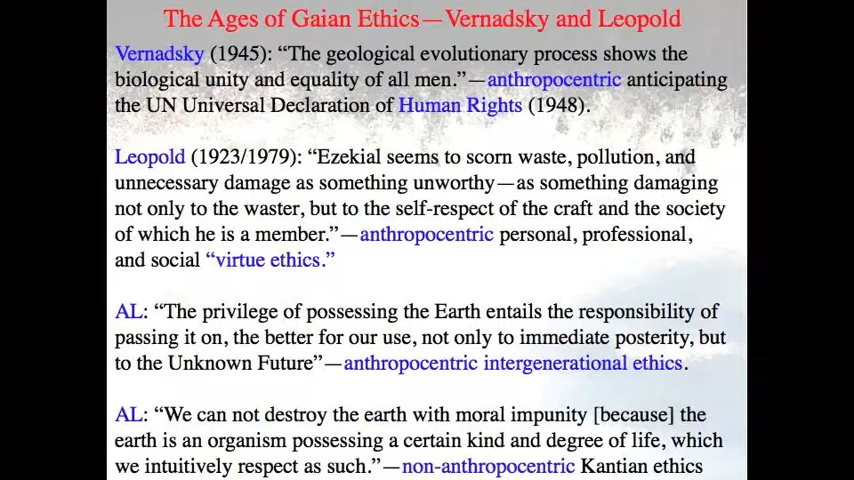 The Ages of Gaian Ethics—Vernadsky and Leopold
Vernadsky (1945): “The geological evolutionary process shows the
biological unity and equality of all men.”—anthropocentric anticipating
the UN Universal Declaration of Human Rights (1948).
Leopold (1923/1979): “Ezekial seems to scorn waste, pollution, and
unnecessary damage as something unworthy—as something damaging
not only to the waster, but to the self-respect of the craft and the society
of which he is a member.”—anthropocentric personal, professional,
and social “virtue ethics.”
AL: “The privilege of possessing the Earth entails the responsibility of
passing it on, the better for our use, not only to immediate posterity, but
to the Unknown Future”—anthropocentric intergenerational ethics.
AL: “We can not destroy the earth with moral impunity [because] the
earth is an organism possessing a certain kind and degree of life, which
we intuitively respect as such.”—non-anthropocentric Kantian ethics